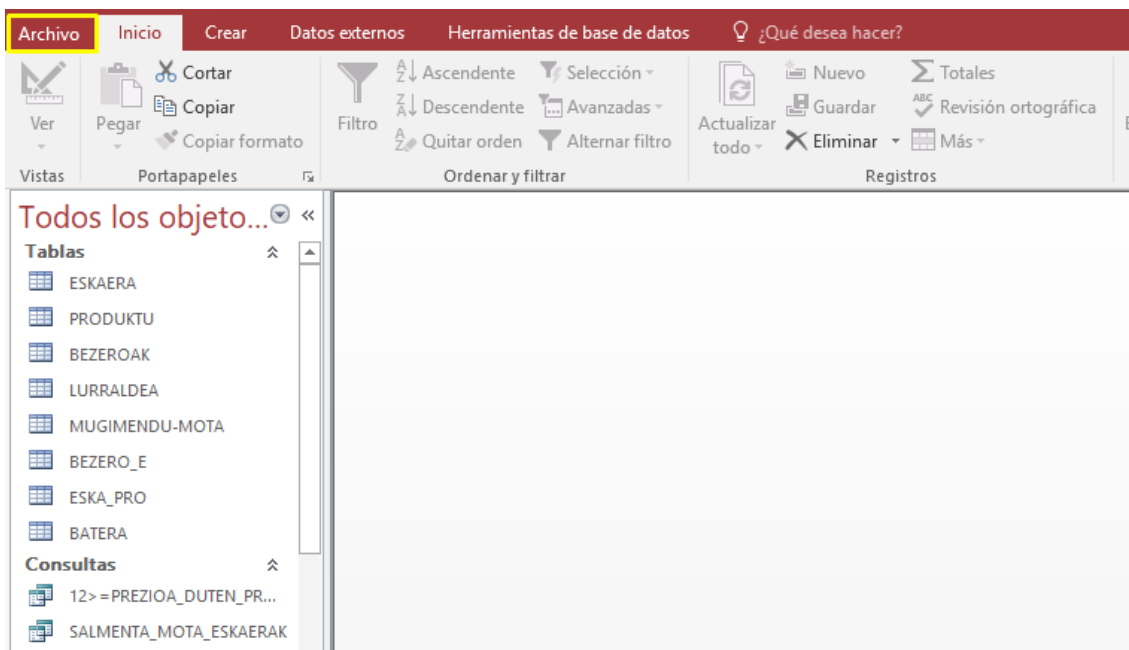 Archivo Inicio Crear Datos externos Herramientas de base de datos ¿Qué desea hacer?
Ver
Pegar
Cortar
Copiar
Copiar formato
Filtro
Ascendente
Descendente
Quitar orden
Selección
Avanzadas
Alternar filtro
Actualizar
todo
Nuevo
Guardar
Eliminar
Totales
Revisión ortográfica
Más
Vistas Portapapeles Ordenar y filtrar Registros
Todos los objeto...
Tablas
ESKAERA
PRODUKTU
BEZEROAK
LURRALDEA
MUGIMENDU-MOTA
BEZERO_E
ESKA_PRO
BATERA
Consultas
12>=PREZIOA_DUTEN_PR...
SALMENTA_MOTA_ESKAERAK